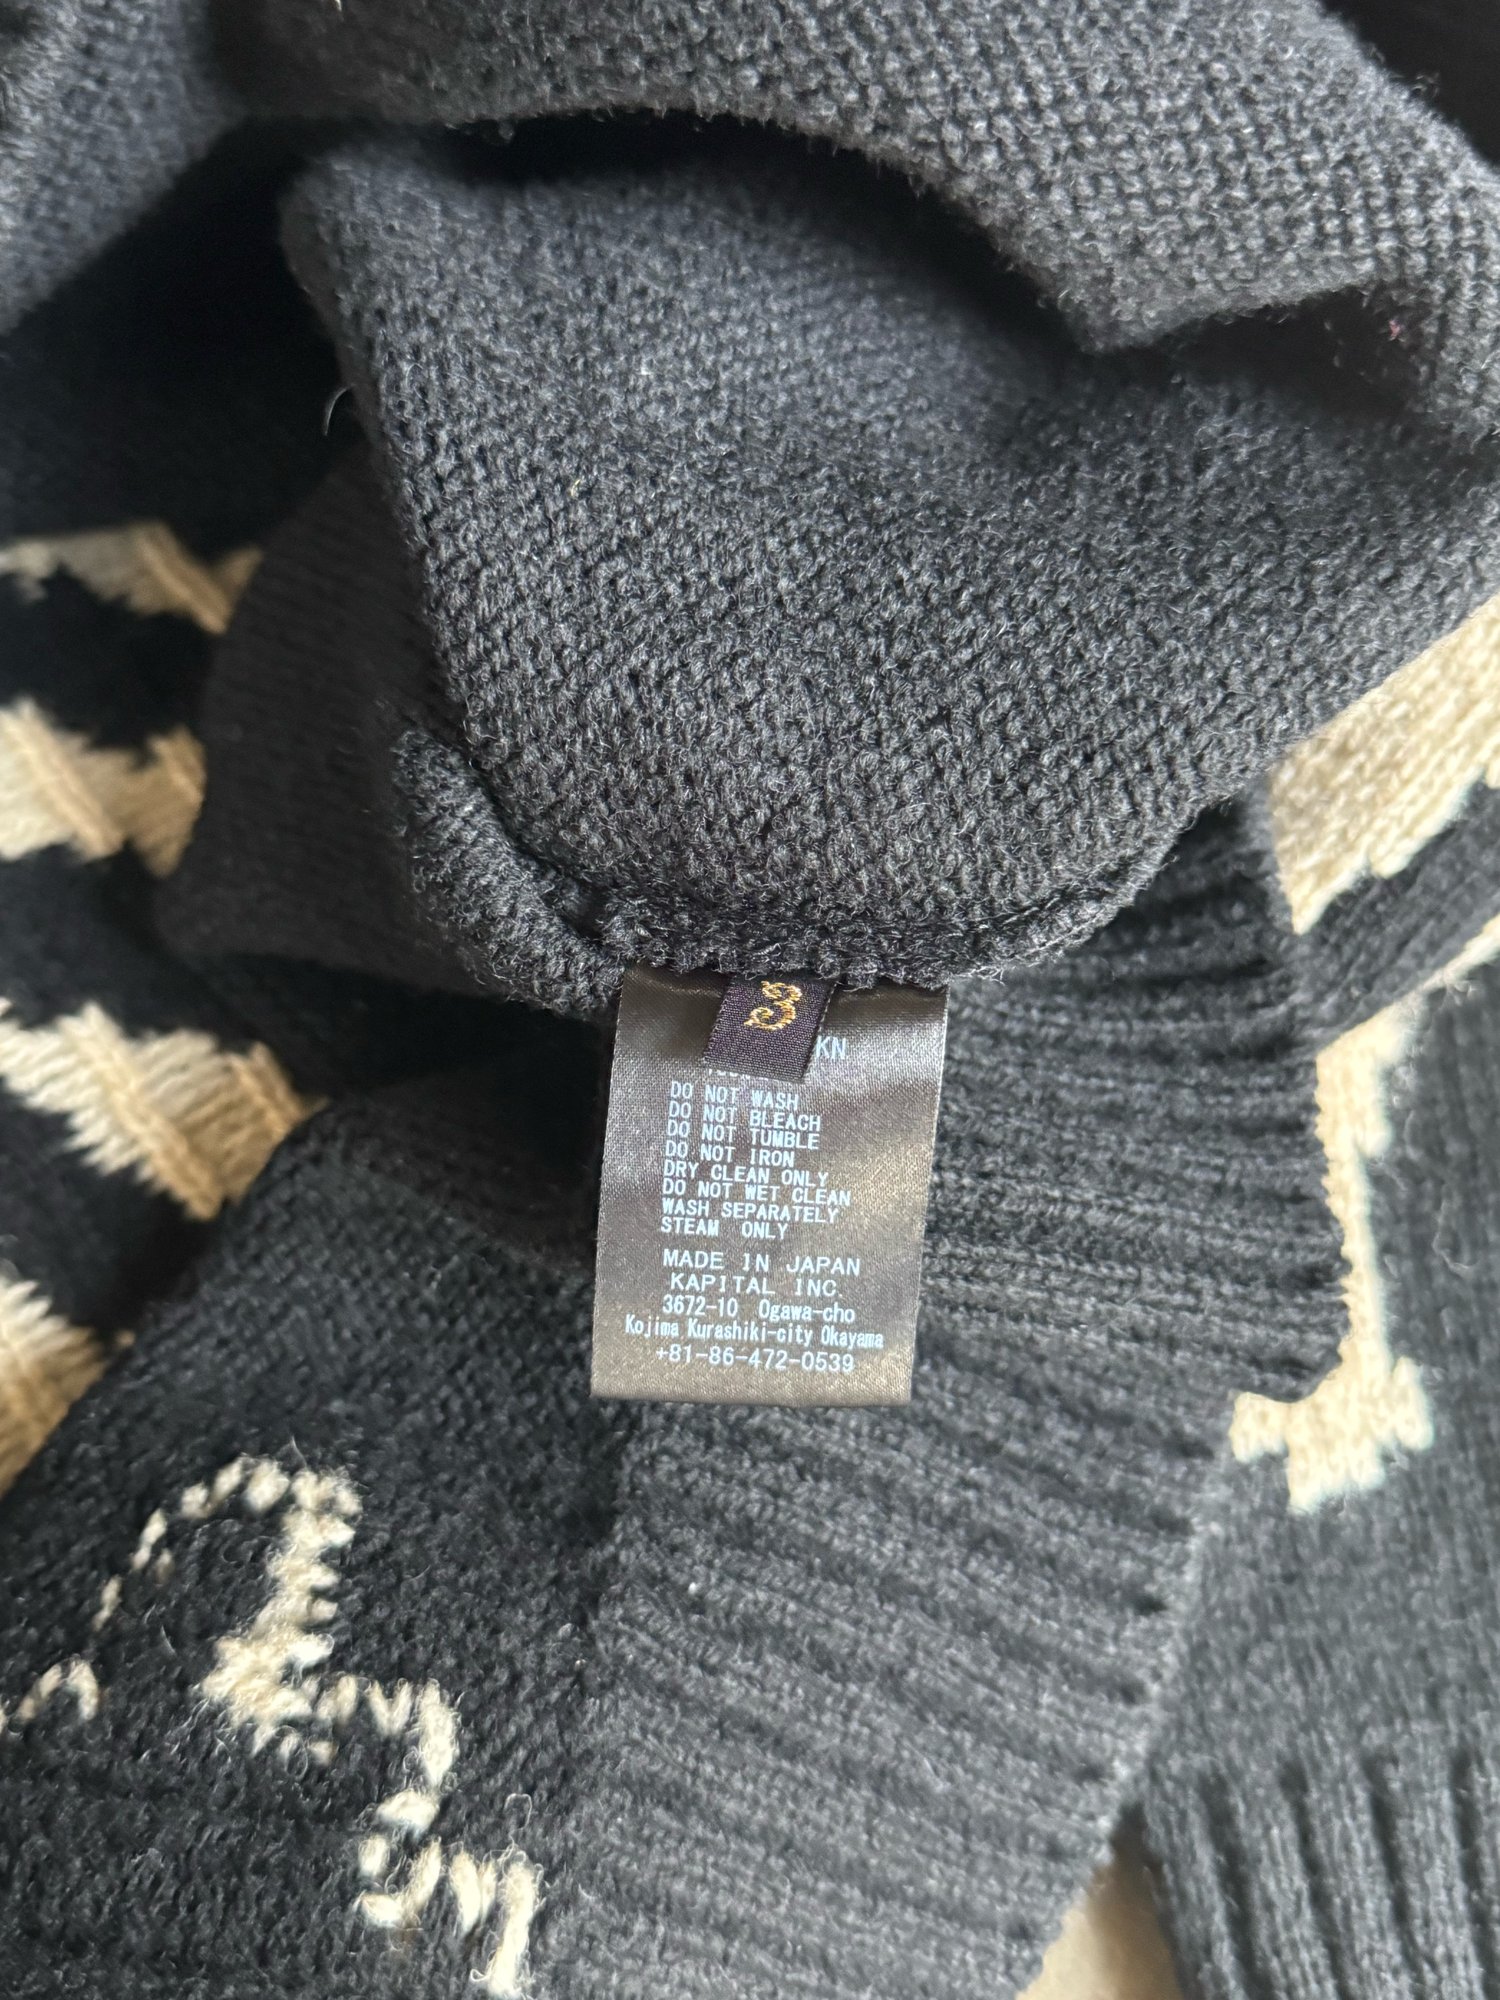 3
KN
DO NOT WASH
DO NOT BLEACH
DO NOT TUMBLE
DO NOT IRON
DRY CLEAN ONLY
DO NOT WET CLEAN
WASH SEPARATELY
STEAM ONLY
MADE IN JAPAN
KAPITAL INC.
3672-10 Ogawa-cho
Kojima Kurashiki-city Okayama
+81-86-472-0539